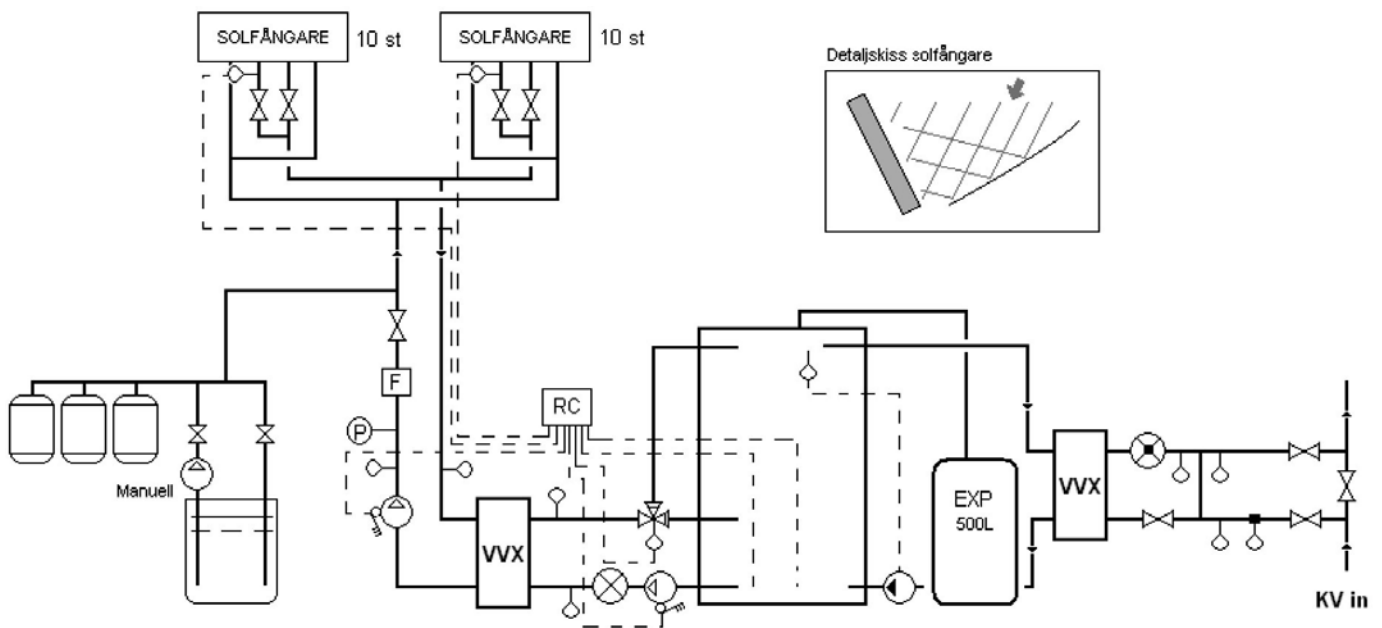 SOLFÅNGARE 10 st
SOLFÅNGARE 10 st
Detaljskiss solfångare
F
RC
P
Manuell
VVX
EXP
500L
VVX
KV in